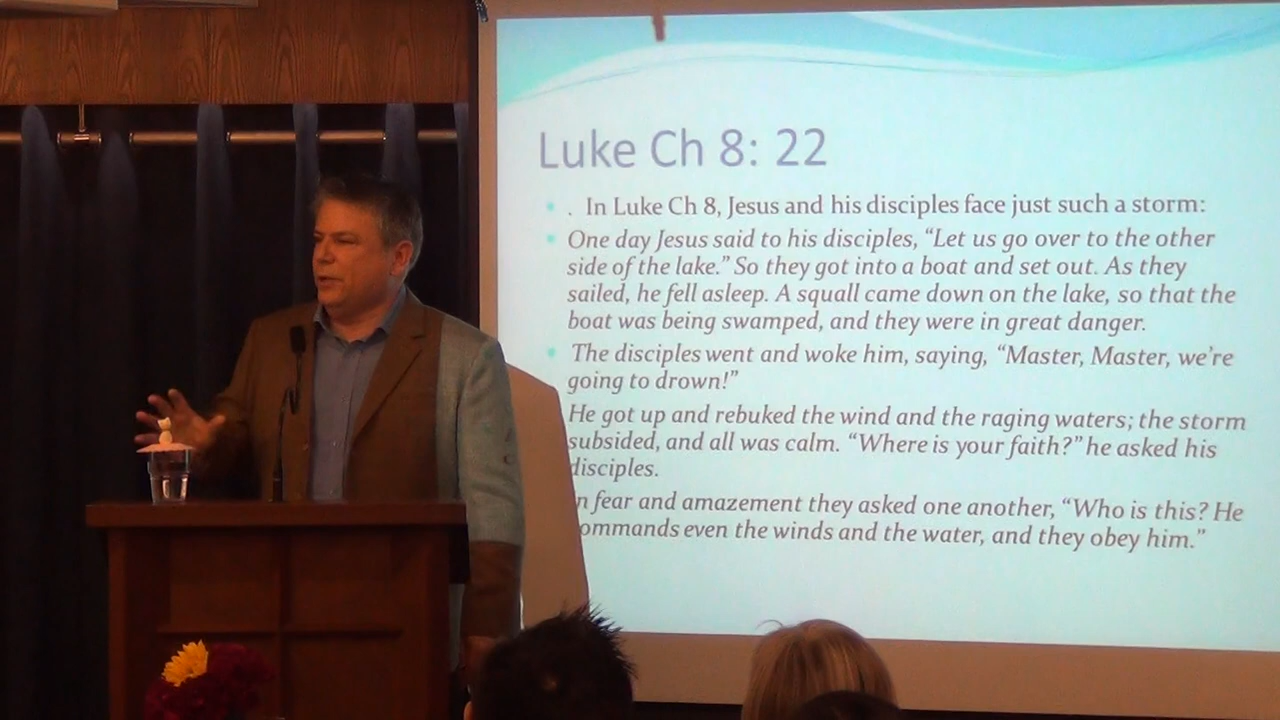 Luke Ch 8: 22
. In Luke Ch 8, Jesus and his disciples face just such a storm:
One day Jesus said to his disciples, “Let us go over to the other
side of the lake.” So they got into a boat and set out. As they
sailed, he fell asleep. A squall came down on the lake, so that the
boat was being swamped, and they were in great danger.
The disciples went and woke him, saying, “Master, Master, we’re
going to drown!”
He got up and rebuked the wind and the raging waters; the storm
subsided, and all was calm. “Where is your faith?” he asked his
disciples.
n fear and amazement they asked one another, “Who is this? He
ommands even the winds and the water, and they obey him."